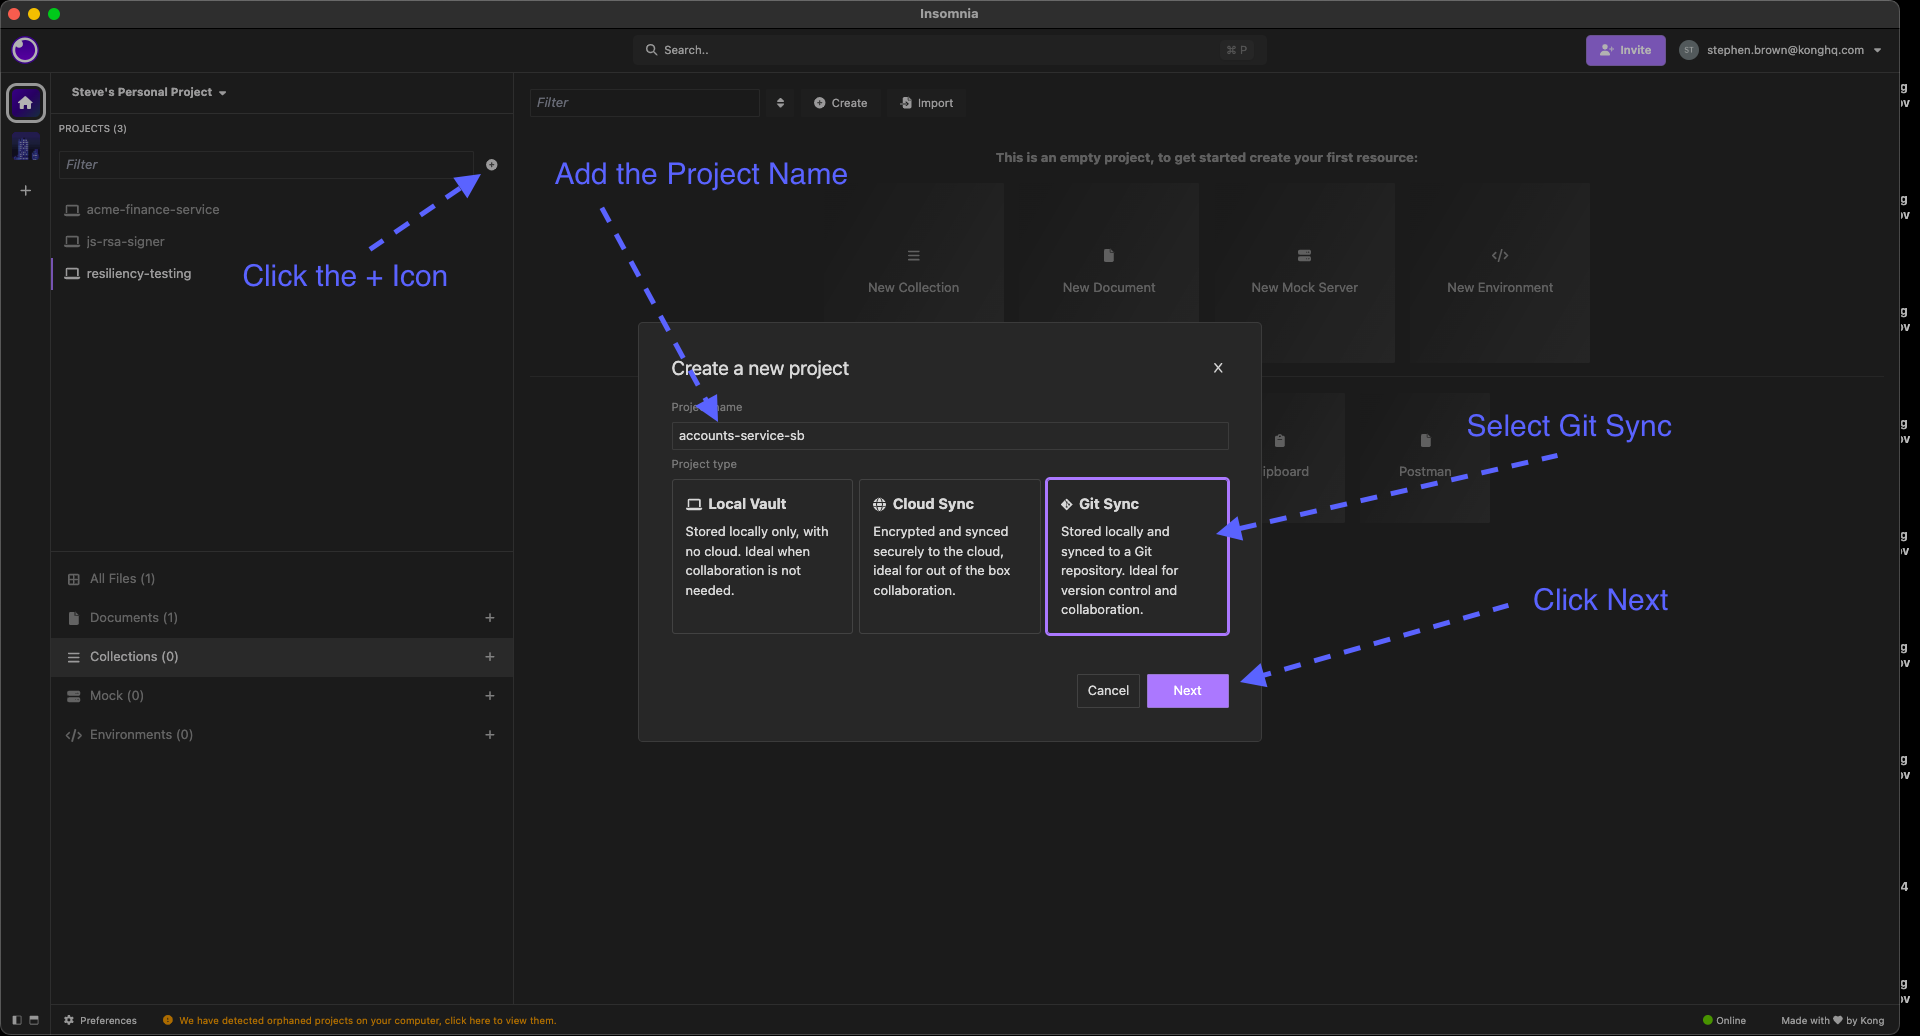 Insomnia
Search..
⌘ P
Invite
ST
stephen.brown@konghq.com
Steve's Personal Project
PROJECTS (3)
Filter
acme-finance-service
js-rsa-signer
resiliency-testing
Click the + Icon
Filter
Create
Import
Add the Project Name
This is an empty project, to get started create your first resource:
New Collection
New Document
New Mock Server
New Environment
Create a new project
X
Project name
accounts-service-sb
Project type
Local Vault
Stored locally only, with
no cloud. Ideal when
collaboration is not
needed.
Cloud Sync
Encrypted and synced
securely to the cloud,
ideal for out of the box
collaboration.
Git Sync
Stored locally and
synced to a Git
repository. Ideal for
version control and
collaboration.
Cancel
Next
ipboard
Postman
Select Git Sync
Click Next
All Files (1)
Documents (1)
Collections (0)
Mock (0)
Environments (0)
Preferences
We have detected orphaned projects on your computer, click here to view them.
Online
Made with ♥ by Kong